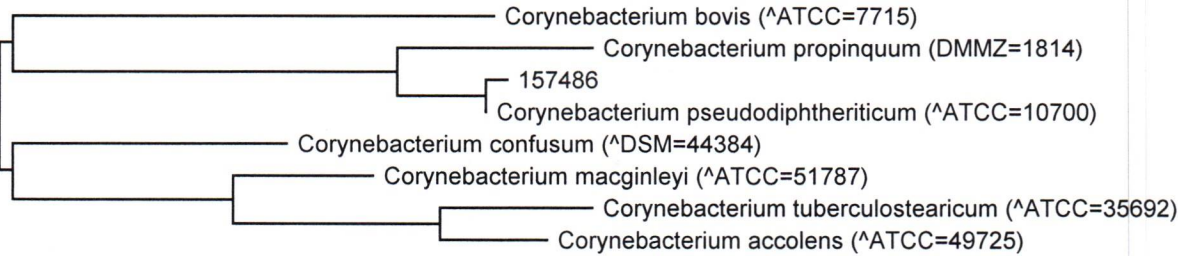 Corynebacterium bovis (^ATCC=7715)
Corynebacterium propinquum (DMMZ=1814)
157486
Corynebacterium pseudodiphtheriticum (^ATCC=10700)
Corynebacterium confusum (^DSM=44384)
Corynebacterium macginleyi (^ATCC=51787)
Corynebacterium tuberculostearicum (^ATCC=35692)
Corynebacterium accolens (^ATCC=49725)